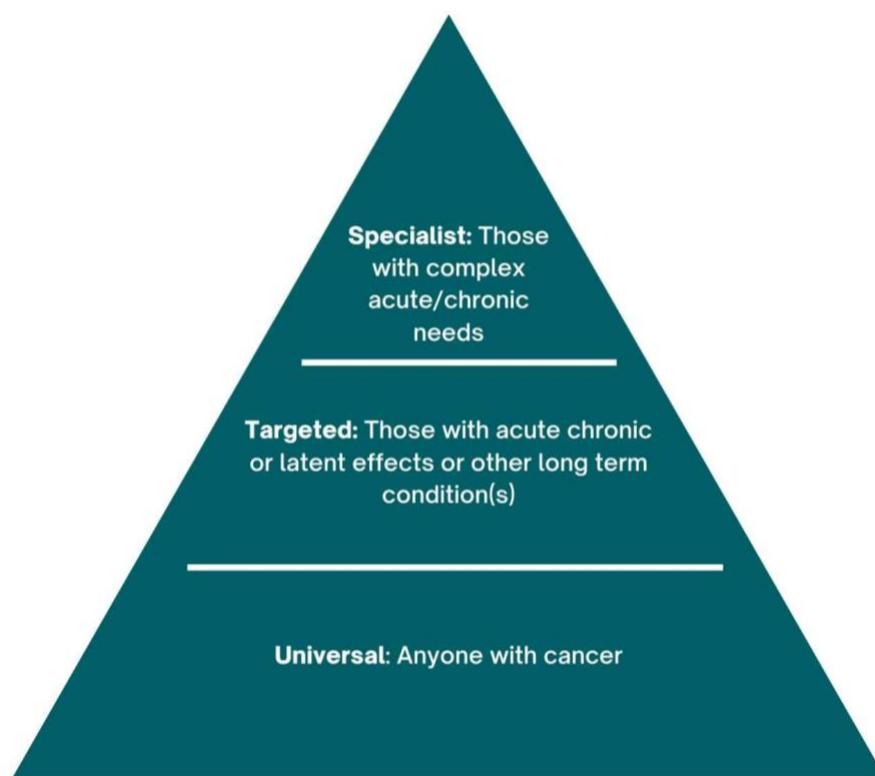 Specialist: Those
with complex
acute/chronic
needs
Targeted: Those with acute chronic
or latent effects or other long term
condition(s)
Universal: Anyone with cancer